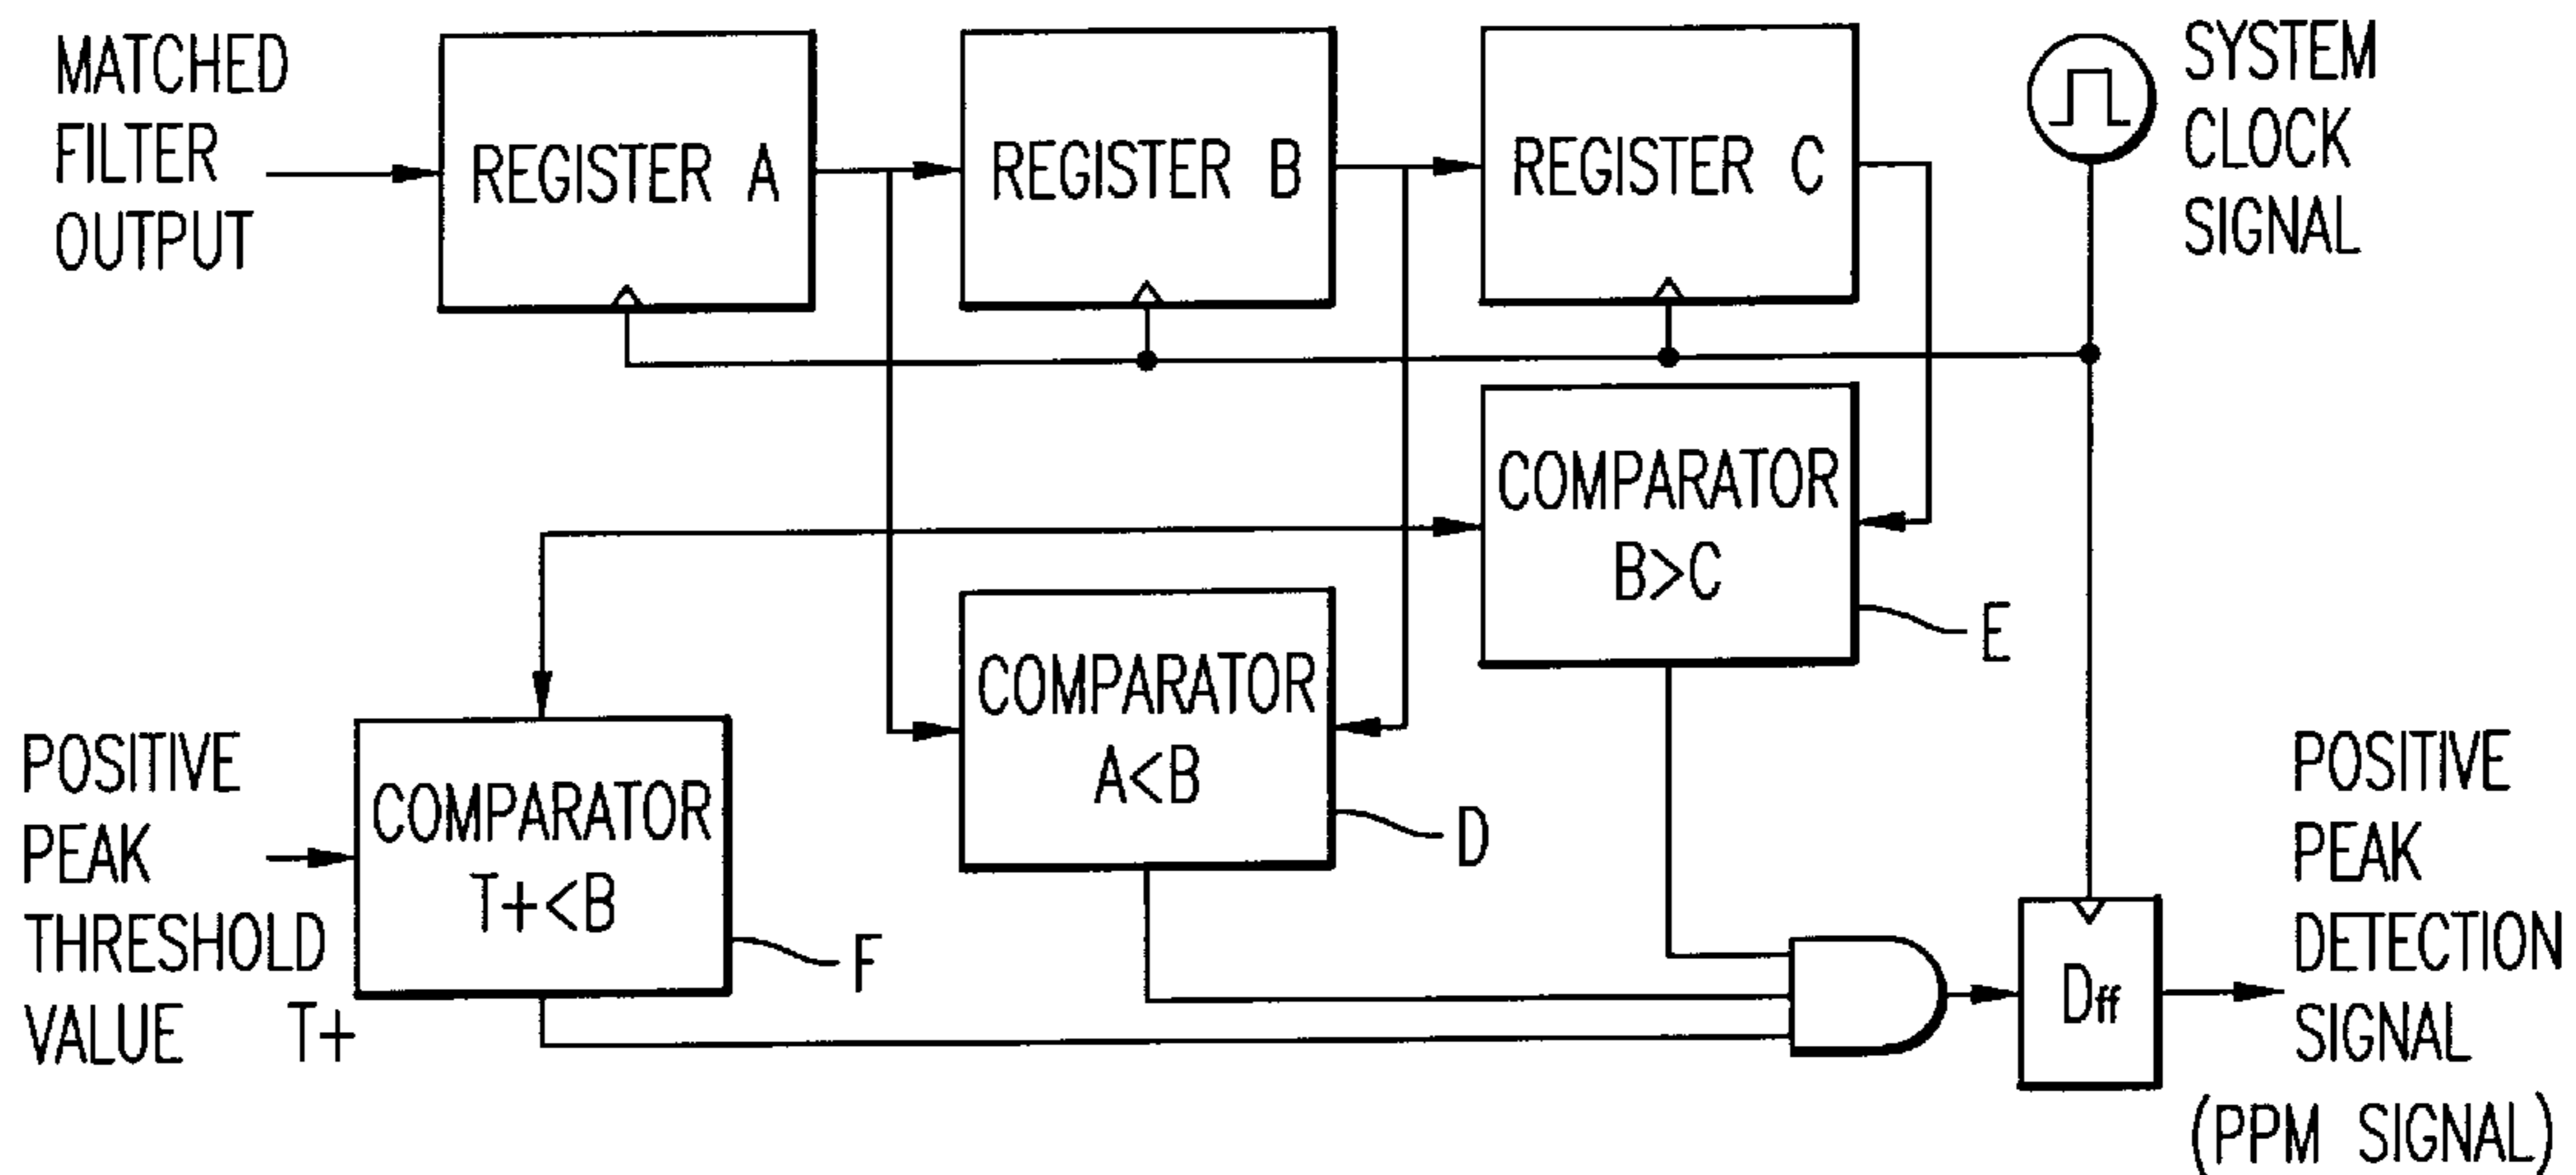 MATCHED
FILTER
OUTPUT
REGISTER A
REGISTER B
REGISTER C
SYSTEM
CLOCK
SIGNAL
COMPARATOR
B>C
E
COMPARATOR
A<B
D
COMPARATOR
T+<B
F
POSITIVE
PEAK
THRESHOLD
VALUE T+
Dff
POSITIVE
PEAK
DETECTION
SIGNAL
(PPM SIGNAL)